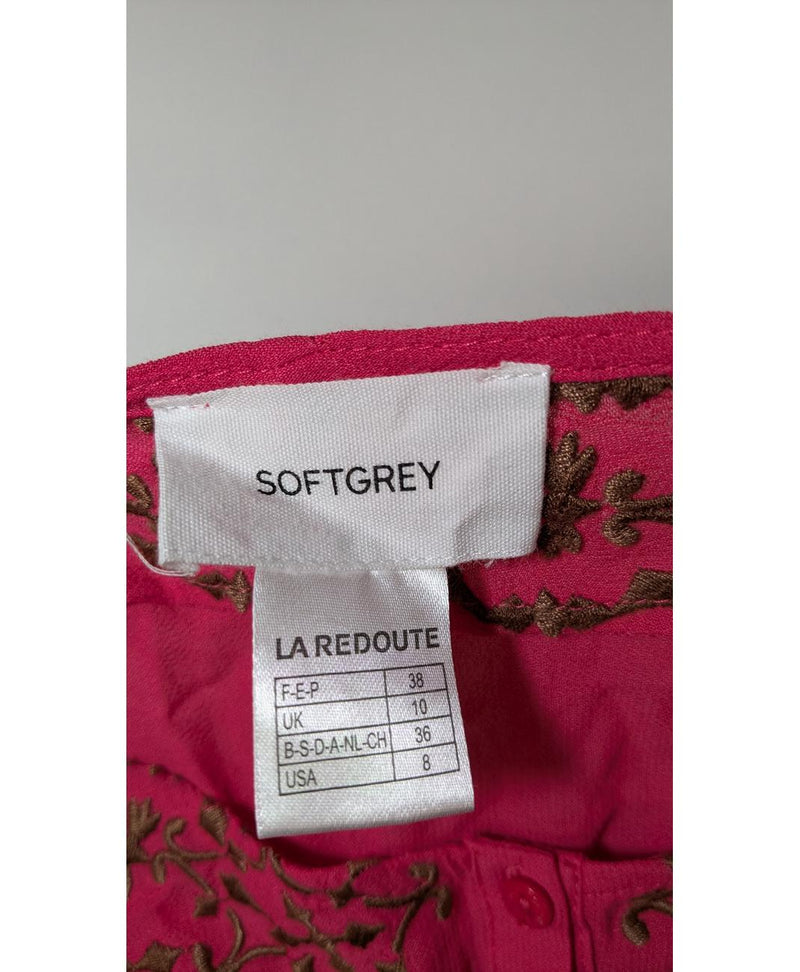 SOFTGREY
LA REDOUTE
F-E-P 38
UK 10
B-S-D-A-NL-CH 36
USA 8